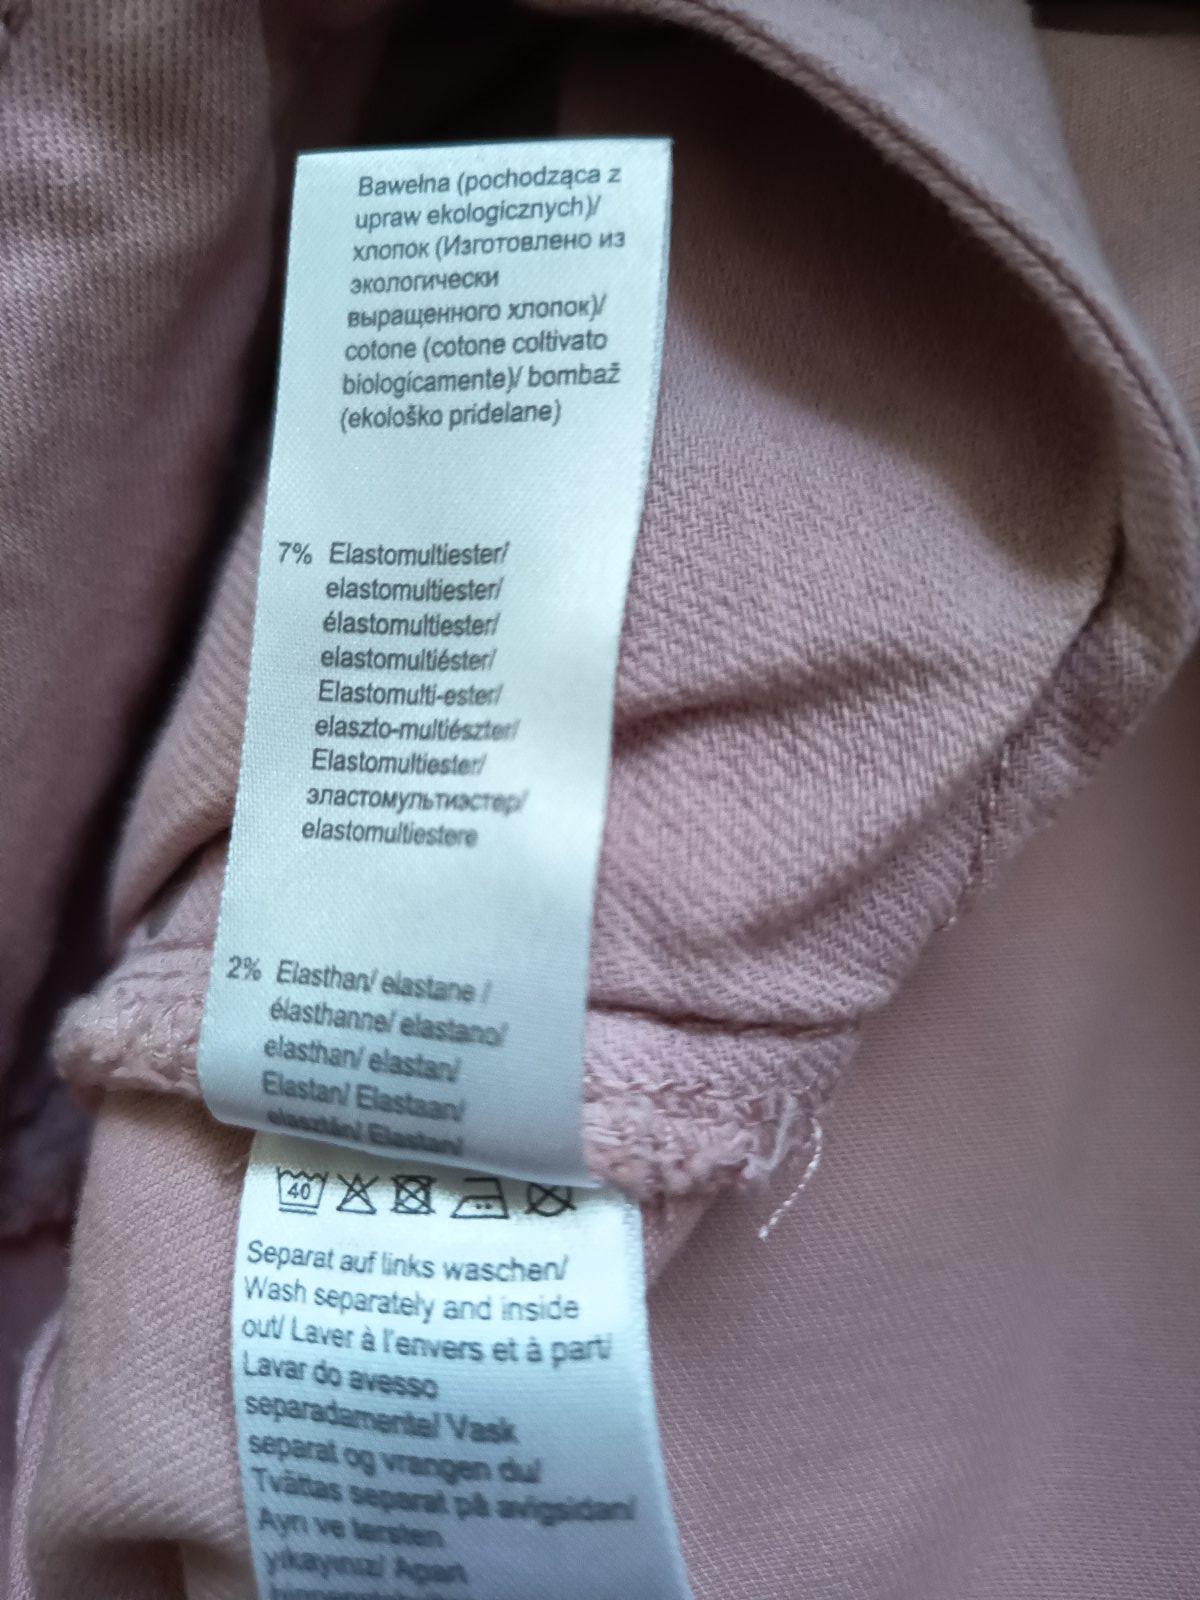 Bawełna (pochodząca z
upraw ekologicznych)/
хлопок (Изготовлено из
экологически
выращенного хлопок)/
cotone (cotone coltivato
biologicamente)/ bombaž
(ekološko pridelane)
7% Elastomultiester/
elastomultiester/
élastomultiester/
elastomultiéster/
Elastomulti-ester/
elaszto-multiészter/
Elastomultiester/
эластомультиэстер/
elastomultiestere
2% Elasthan/ elastane /
élasthanne/ elastano/
elasthan/ elastan/
Elastan/ Elastaan/
elasztán/ Elastan/
40
Separat auf links waschen/
Wash separately and inside
out/ Laver à l'envers et à part/
Lavar do avesso
separadamente/ Vask
separat og vrangen du/
Tvättas separat på avigsidan/
Ayrı ve tersten
yıkayınız/ Apart